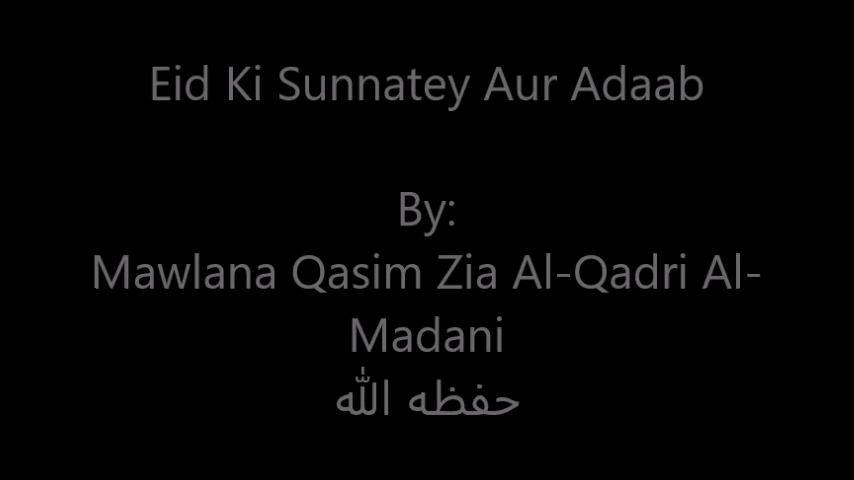 Eid Ki Sunnatey Aur Adaab
By:
Mawlana Qasim Zia Al-Qadri Al-
Madani
حفظه الله